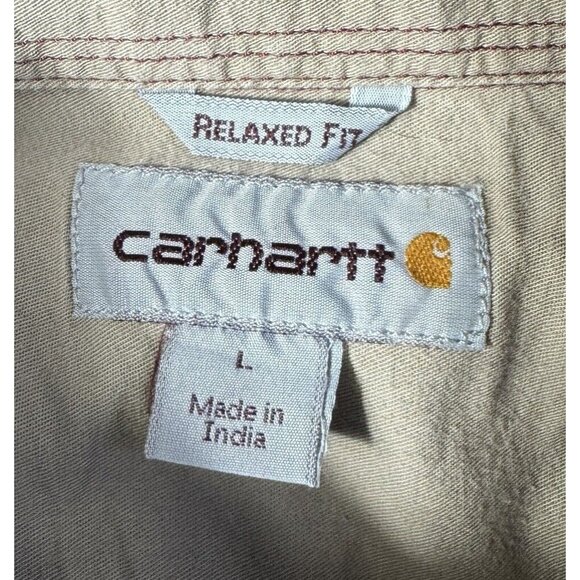 RELAXED FIT
carhartt
L
Made in
India